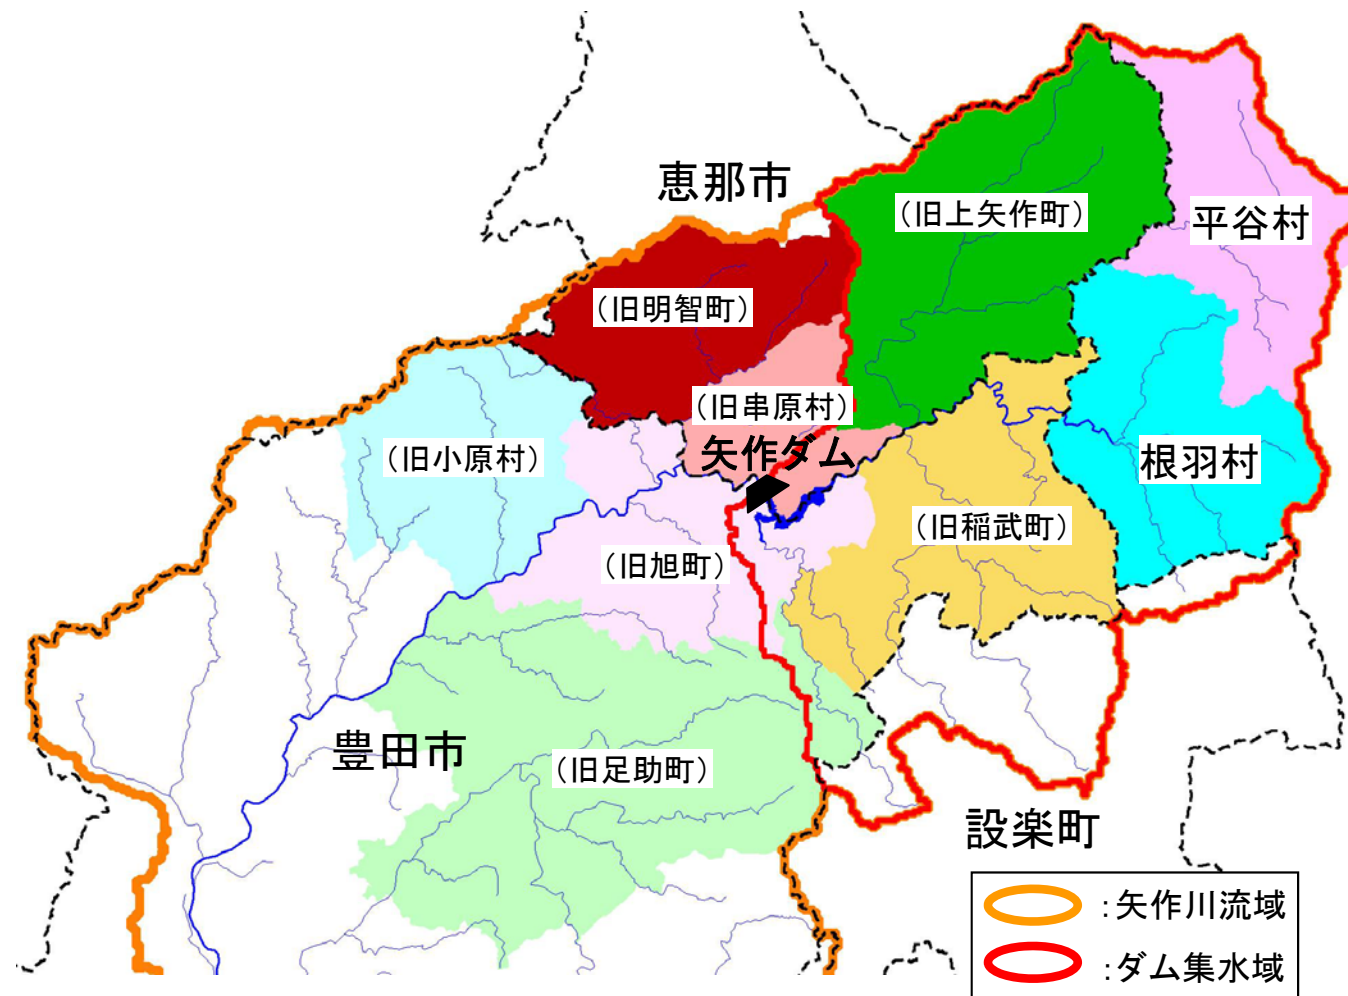 恵那市
（旧上矢作町）
平谷村
（旧明智町）
（旧串原村）
矢作ダム
（旧小原村）
根羽村
（旧稲武町）
（旧旭町）
豊田市
（旧足助町）
設楽町
：矢作川流域
：ダム集水域